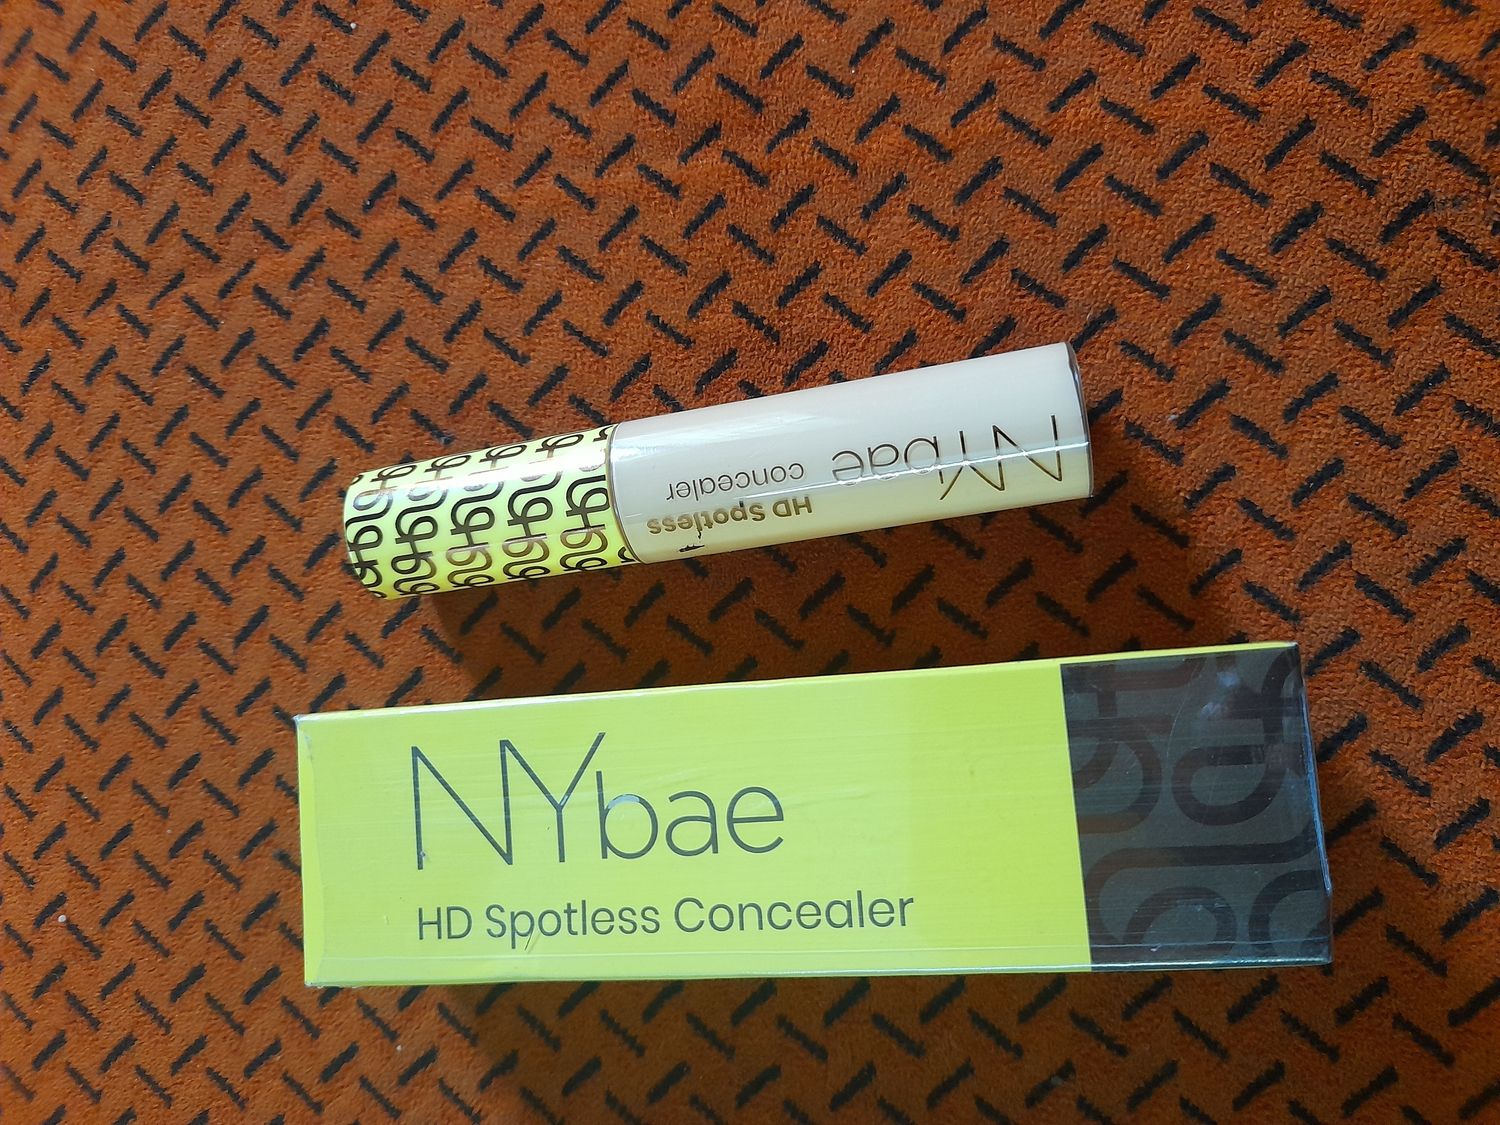 NYbae
HD Spotless
concealer
NYbae
HD Spotless Concealer